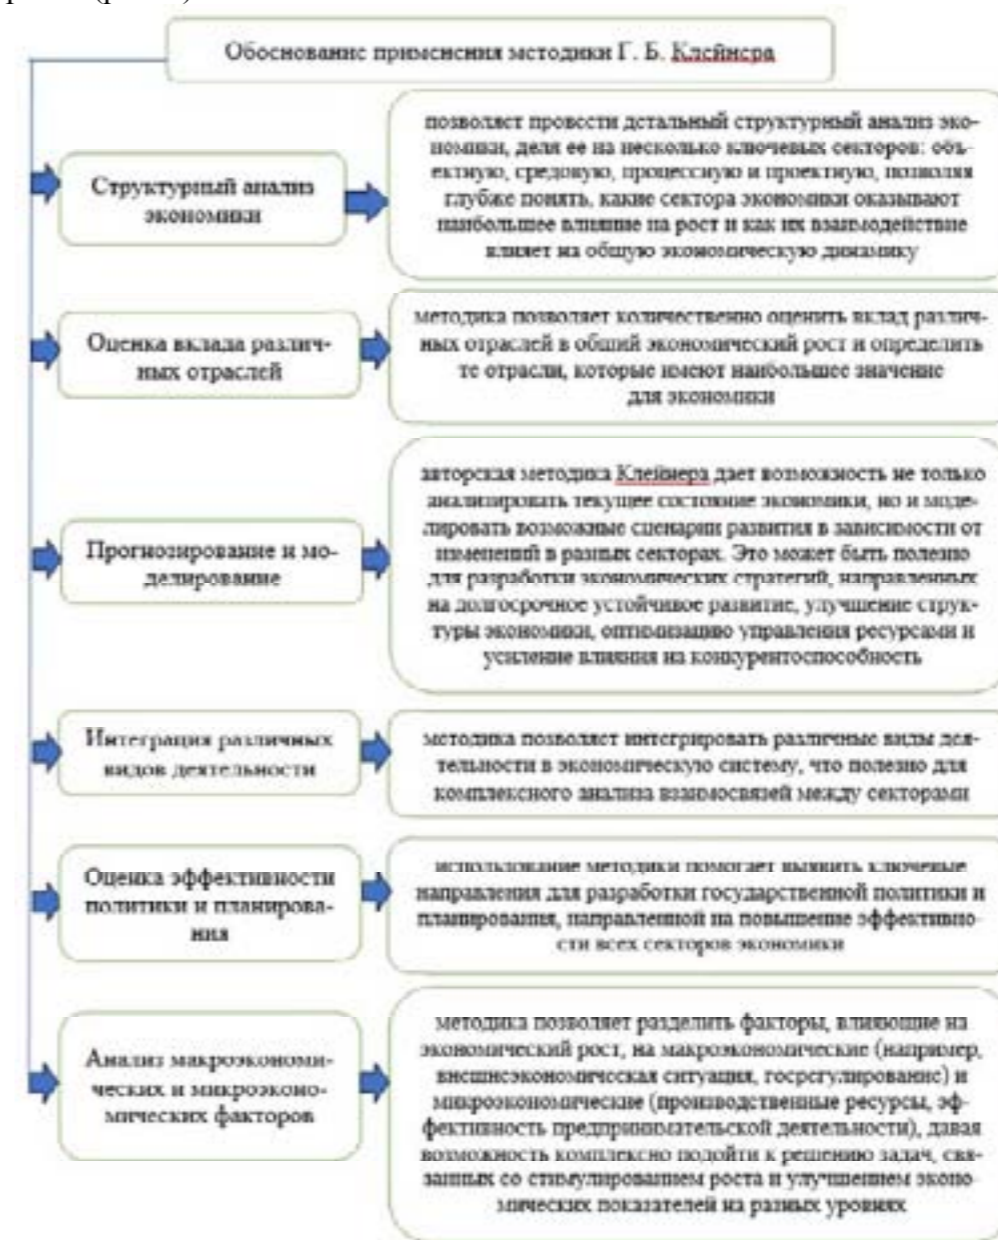 Обоснование применения методики Г. Б. Клейнера
Структурный анализ
экономики
позволяет провести детальный структурный анализ эко-
номики, деля ее на несколько ключевых секторов: объ-
ектную, средовую, процессную и проектную, позволяя
глубже понять, какие сектора экономики оказывают
наибольшее влияние на рост и как их взаимодействие
влияет на общую экономическую динамику
Оценка вклада различ-
ных отраслей
методика позволяет количественно оценить вклад различ-
ных отраслей в общий экономический рост и определить
те отрасли, которые имеют наибольшее значение
для экономики
Прогнозирование и мо-
делирование
авторская методика Клейнера дает возможность не только
анализировать текущее состояние экономики, но и моде-
лировать возможные сценарии развития в зависимости от
изменений в разных секторах. Это может быть полезно
для разработки экономических стратегий, направленных
на долгосрочное устойчивое развитие, улучшение струк-
туры экономики, оптимизацию управления ресурсами и
усиление влияния на конкурентоспособность
Интеграция различных
видов деятельности
методика позволяет интегрировать различные виды дея-
тельности в экономическую систему, что полезно для
комплексного анализа взаимосвязей между секторами
Оценка эффективности
политики и планирова-
ния
использование методики помогает выявить ключевые
направления для разработки государственной политики и
планирования, направленной на повышение эффективно-
сти всех секторов экономики
Анализ макроэкономи-
ческих и микроэконо-
мических факторов
методика позволяет разделить факторы, влияющие на
экономический рост, на макроэкономические (например,
внешнеэкономическая ситуация, госрегулирование) и
микроэкономические (производственные ресурсы, эф-
фективность предпринимательской деятельности), давая
возможность комплексно подойти к решению задач, свя-
занных со стимулированием роста и улучшением эконо-
мических показателей на разных уровнях